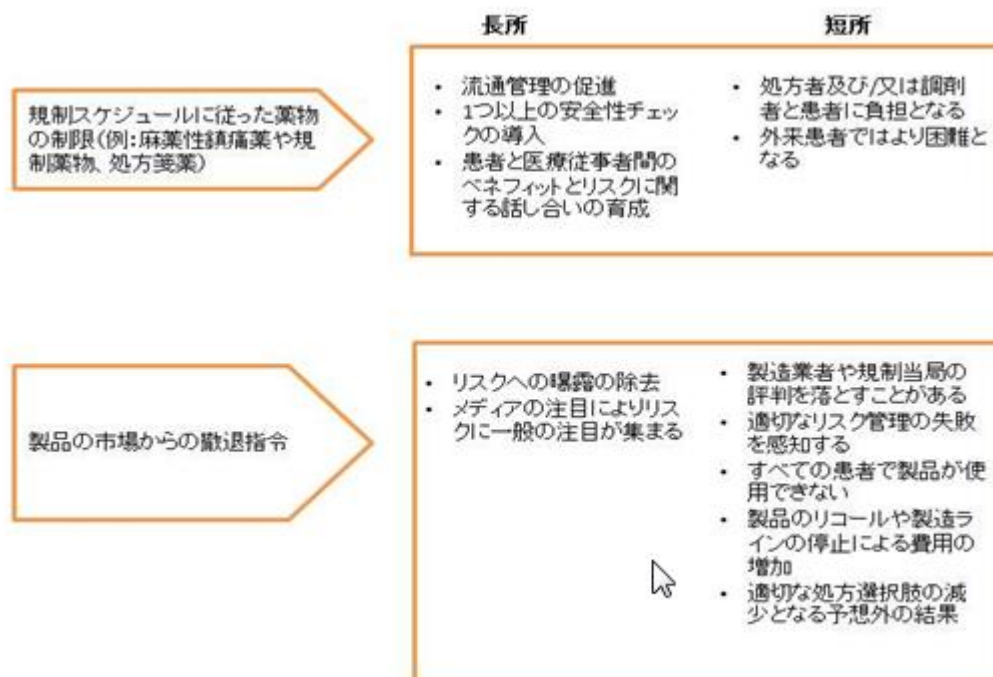 長所
短所
規制スケジュールに従った薬物
の制限(例:麻薬性鎮痛薬や規
制薬物、処方箋薬)
• 流通管理の促進
• 1つ以上の安全性チェッ
クの導入
• 患者と医療従事者間の
ベネフィットとリスクに関
する話し合いの育成
• 処方者及び/又は調剤
者と患者に負担となる
• 外来患者ではより困難と
なる
製品の市場からの撤退指令
• リスクへの曝露の除去
• メディアの注目によりリス
クに一般の注目が集まる
• 製造業者や規制当局の
評判を落とすことがある
• 適切なリスク管理の失敗
を感知する
• すべての患者で製品が使
用できない
• 製品のリコールや製造ラ
インの停止による費用の
増加
• 適切な処方選択肢の減
少となる予想外の結果